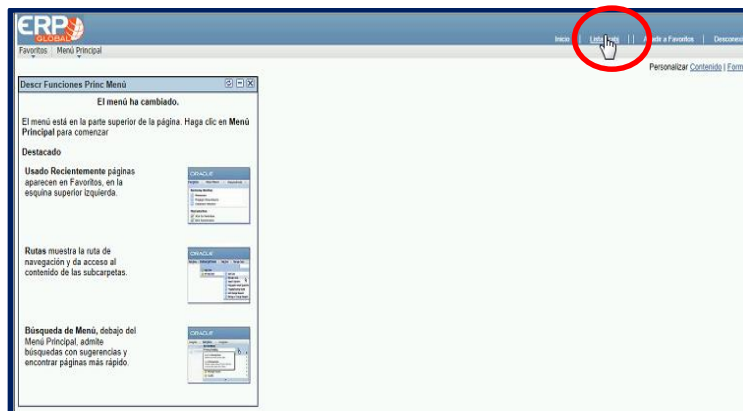 ERP
GLOBAL
Inicio | Lista | Añadir a Favoritos | Desconexi
Favoritos Menú Principal
Personalizar Contenido | Form
Descr Funciones Princ Menú
El menú ha cambiado.
El menú está en la parte superior de la página. Haga clic en Menú
Principal para comenzar
Destacado
Usado Recientemente páginas
aparecen en Favoritos, en la
esquina superior izquierda.
ORACLE
Rutas muestra la ruta de
navegación y da acceso al
contenido de las subcarpetas.
ORACLE
Búsqueda de Menú, debajo del
Menú Principal, admite
búsquedas con sugerencias y
encontrar páginas más rápido.
ORACLE